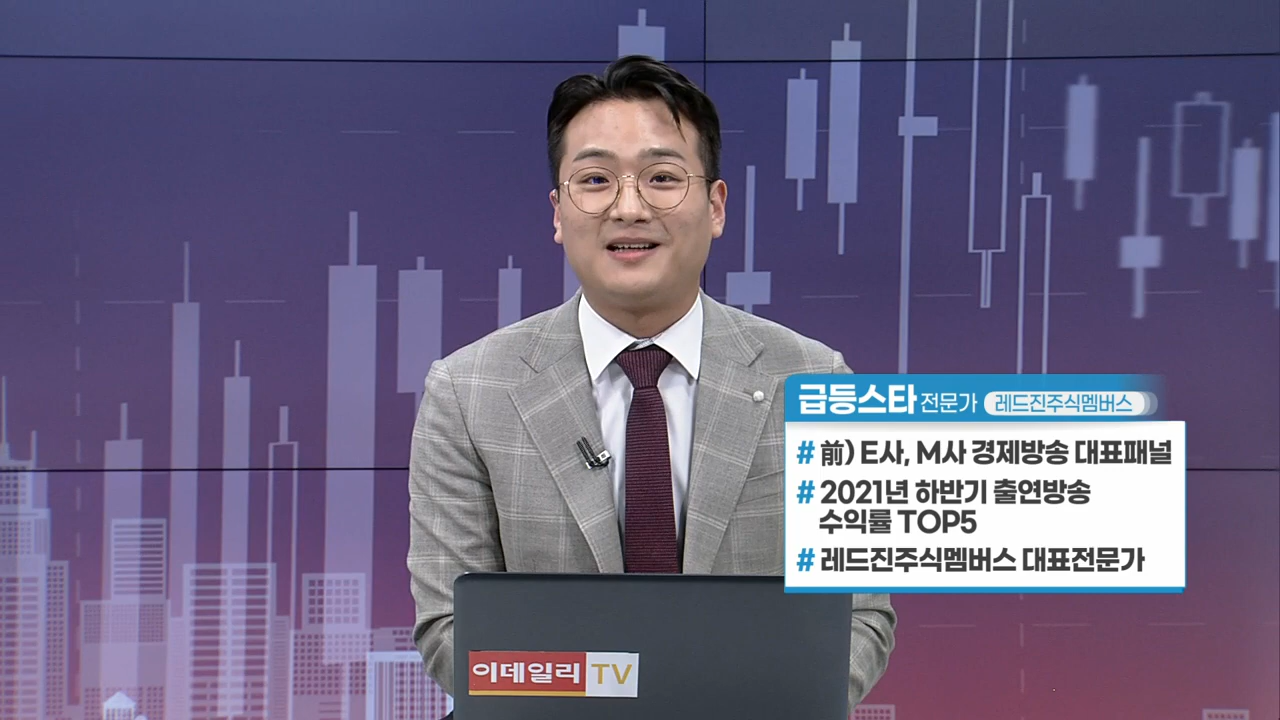 급등스타 전문가 레드진주식멤버스
# 前) E사, M사 경제방송 대표패널
# 2021년 하반기 출연방송
수익률 TOP5
# 레드진주식멤버스 대표전문가
이데일리 TV